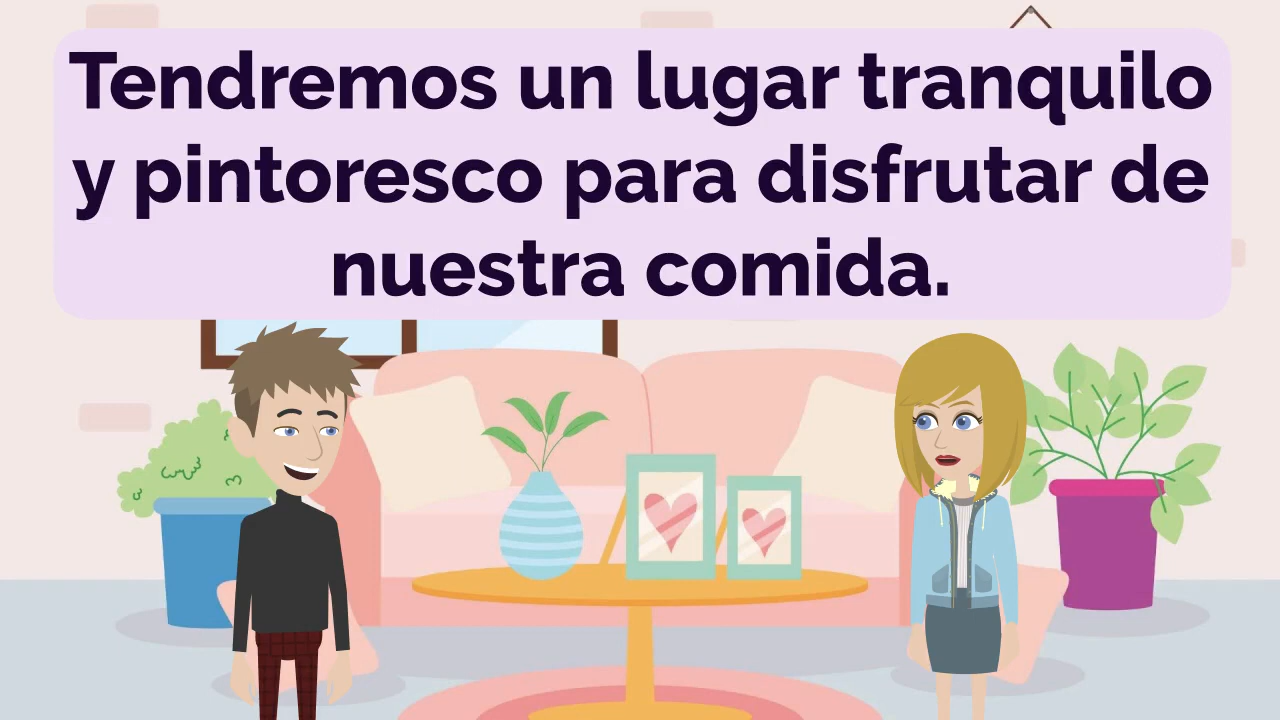 Tendremos un lugar tranquilo
y pintoresco para disfrutar de
nuestra comida.